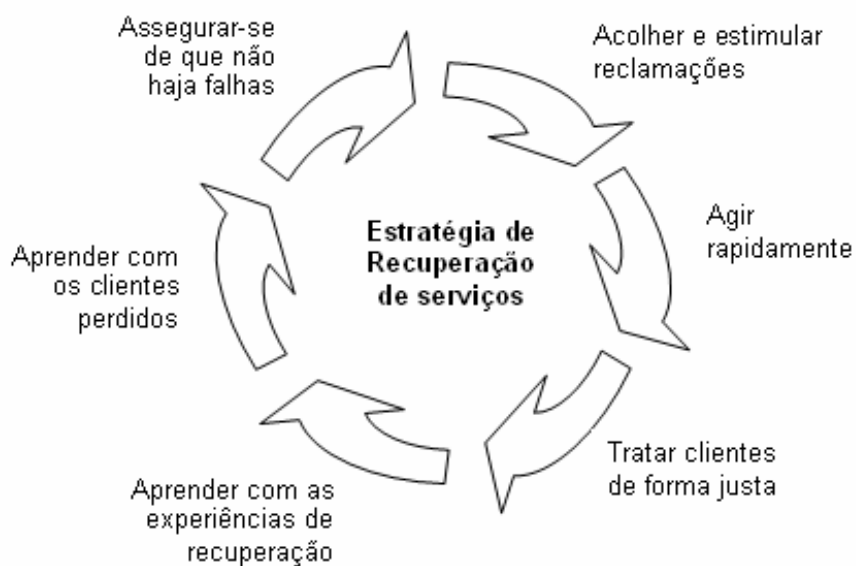 Assegurar-se
de que não
haja falhas
Acolher e estimular
reclamações
Agir
rapidamente
Tratar clientes
de forma justa
Aprender com as
experiências de
recuperação
Aprender com
os clientes
perdidos
Estratégia de
Recuperação
de serviços